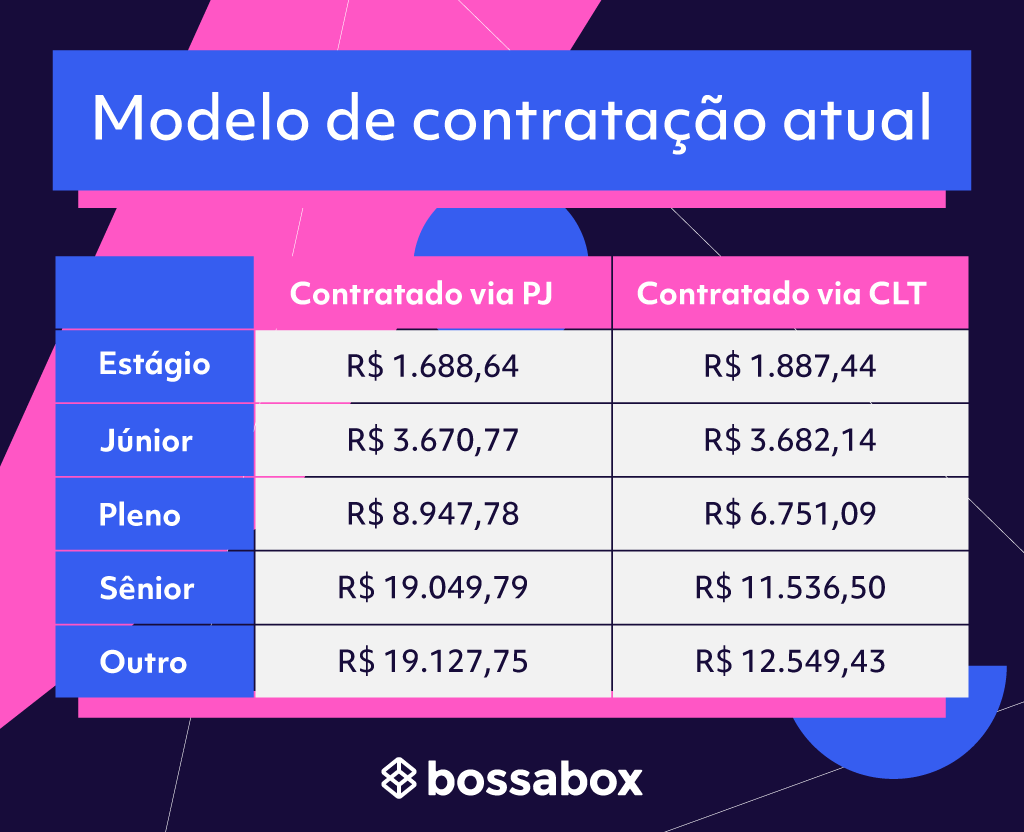 Modelo de contratação atual
Contratado via PJ Contratado via CLT
Estágio R$ 1.688,64 R$ 1.887,44
Júnior R$ 3.670,77 R$ 3.682,14
Pleno R$ 8.947,78 R$ 6.751,09
Sênior R$ 19.049,79 R$ 11.536,50
Outro R$ 19.127,75 R$ 12.549,43
bossabox